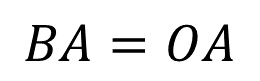 BA = OA